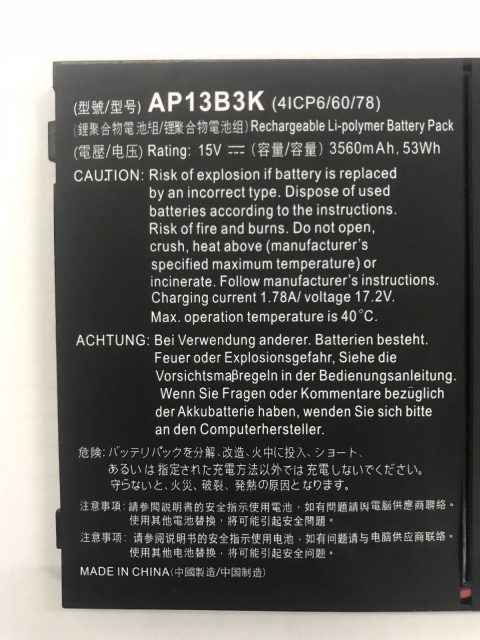 (型號/型号) AP13B3K (4ICP6/60/78)
(鋰聚合物電池組/锂聚合物電池组) Rechargeable Li-polymer Battery Pack
(電壓/电压) Rating: 15V ⎓ (容量/容量) 3560mAh, 53Wh
CAUTION: Risk of explosion if battery is replaced
by an incorrect type. Dispose of used
batteries according to the instructions.
Risk of fire and burns. Do not open,
crush, heat above (manufacturer's
specified maximum temperature) or
incinerate. Follow manufacturer's instructions.
Charging current 1.78A/ voltage 17.2V.
Max. operation temperature is 40°C.
ACHTUNG: Bei Verwendung anderer. Batterien besteht.
Feuer oder Explosionsgefahr, Siehe die
Vorsichtsmaβregeln in der Bedienungsanleitung.
Wenn Sie Fragen oder Kommentare bezüglich
der Akkubatterie haben, wenden Sie sich bitte
an den Computerhersteller.
危険: バッテリパックを分解、改造、火中に投入、ショート、
あるいは指定された充電方法以外では充電しないでください。
守らないと、火災、破裂、発熱の原因となります。
注意事項: 請参閲説明書的安全指示使用電池，如有問題請與電脳供應商聯絡。
使用其他電池替換，將可能引起安全問題。
注意事项: 请参阅说明书的安全指示使用电池，如有问题请与电脑供应商联络。
使用其他电池替换，将可能引起安全问题。
MADE IN CHINA(中國製造/中国制造)